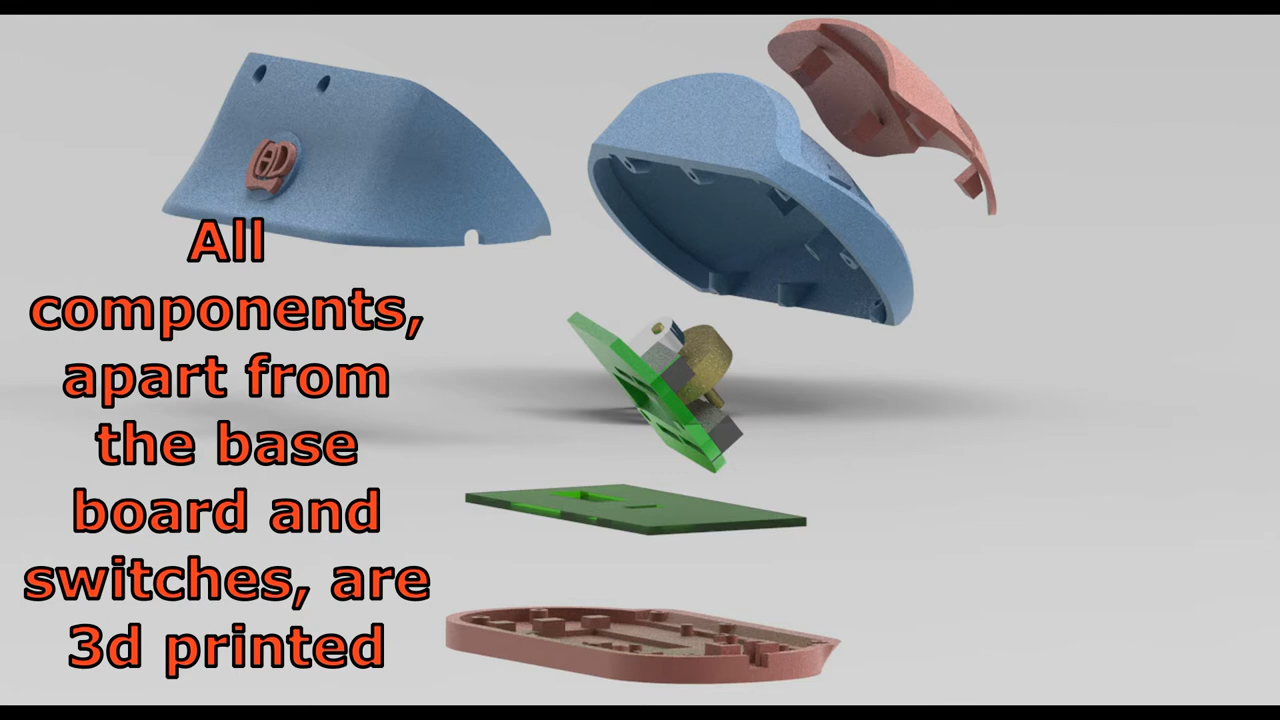 All
components,
apart from
the base
board and
switches, are
3d printed